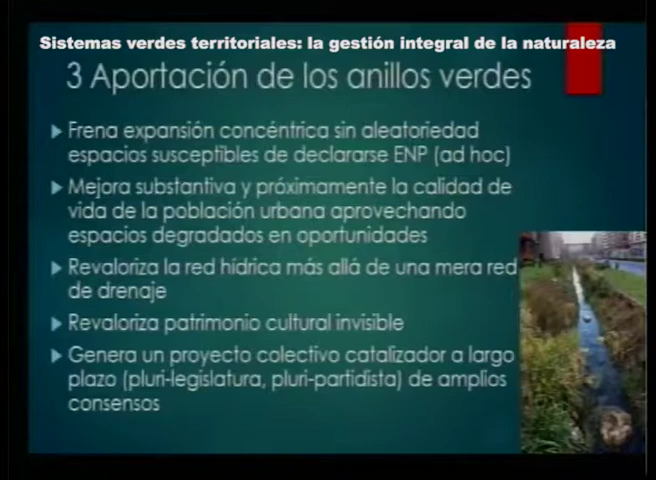 Sistemas verdes territoriales: la gestión integral de la naturaleza
3 Aportación de los anillos verdes
Frena expansión concéntrica sin aleatoriedad
espacios susceptibles de declararse ENP (ad hoc)
Mejora substantiva y próximamente la calidad de
vida de la población urbana aprovechando
espacios degradados en oportunidades
Revaloriza la red hídrica más allá de una mera red
de drenaje
Revaloriza patrimonio cultural invisible
Genera un proyecto colectivo catalizador a largo
plazo (pluri-legislatura, pluri-partidista) de amplios
consensos